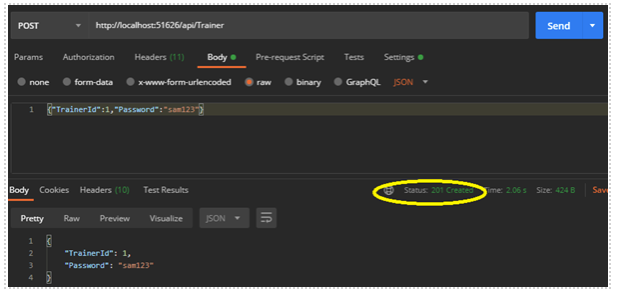 POST http://localhost:51626/api/Trainer Send
Params Authorization Headers (11) Body Pre-request Script Tests Settings
none form-data x-www-form-urlencoded raw binary GraphQL JSON
1 {"TrainerId":1,"Password":"sam123"}
Body Cookies Headers (10) Test Results Status: 201 Created Time: 2.06 s Size: 424 B Save
Pretty Raw Preview Visualize JSON
1 {
2 "TrainerId": 1,
3 "Password": "sam123"
4 }